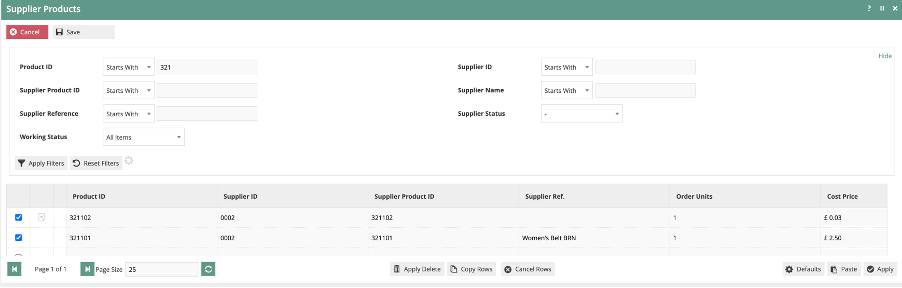 Supplier Products ?
Cancel Save
Hide
Product ID Starts With 321 Supplier ID Starts With
Supplier Product ID Starts With Supplier Name Starts With
Supplier Reference Starts With Supplier Status -
Working Status All Items
Apply Filters Reset Filters
Product ID Supplier ID Supplier Product ID Supplier Ref. Order Units Cost Price
321102 0002 321102 1 £ 0.03
321101 0002 321101 Women's Belt BRN 1 £ 2.50
Page 1 of 1 Page Size 25 Apply Delete Copy Rows Cancel Rows Defaults Paste Apply